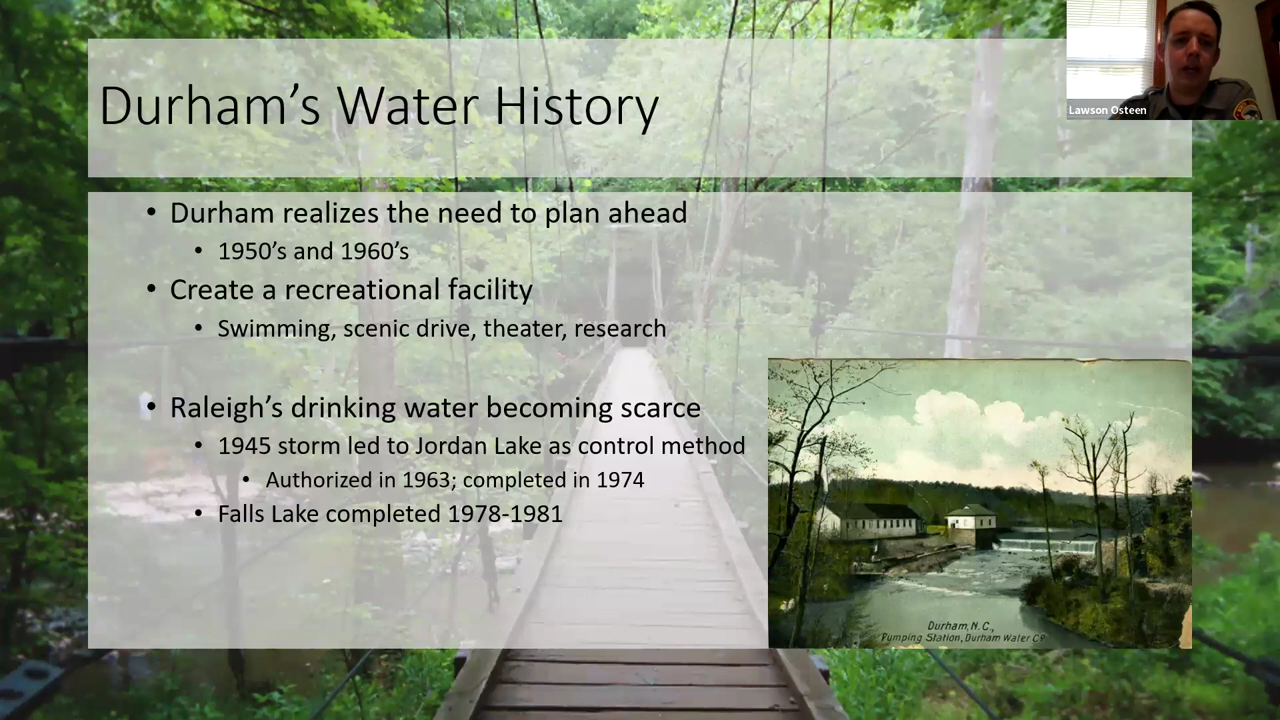 Durham’s Water History
Lawson Osteen
• Durham realizes the need to plan ahead
• 1950’s and 1960’s
• Create a recreational facility
• Swimming, scenic drive, theater, research
• Raleigh’s drinking water becoming scarce
• 1945 storm led to Jordan Lake as control method
• Authorized in 1963; completed in 1974
• Falls Lake completed 1978-1981
Durham, N.C.,
Pumping Station, Durham Water Co